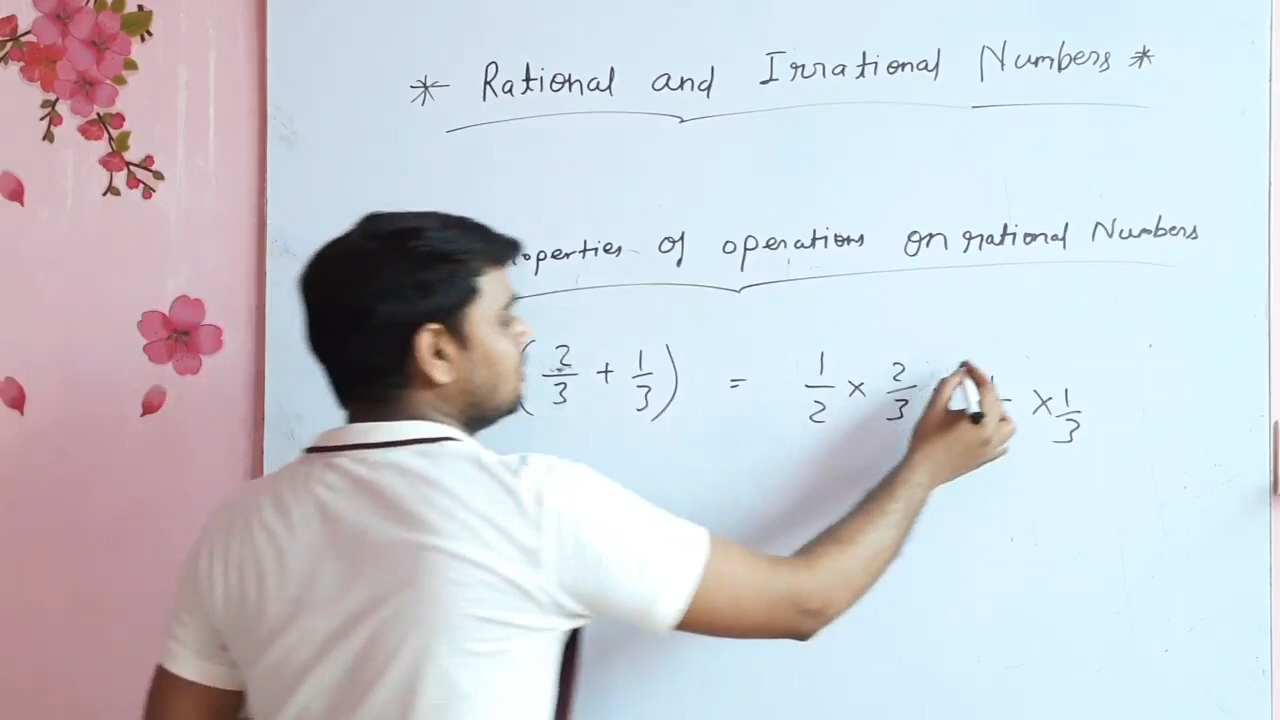 * Rational and Irrational Numbers *
operties of operations on rational Numbers
(2/3 + 1/3) = 1/2 × 2/3 × 1/3